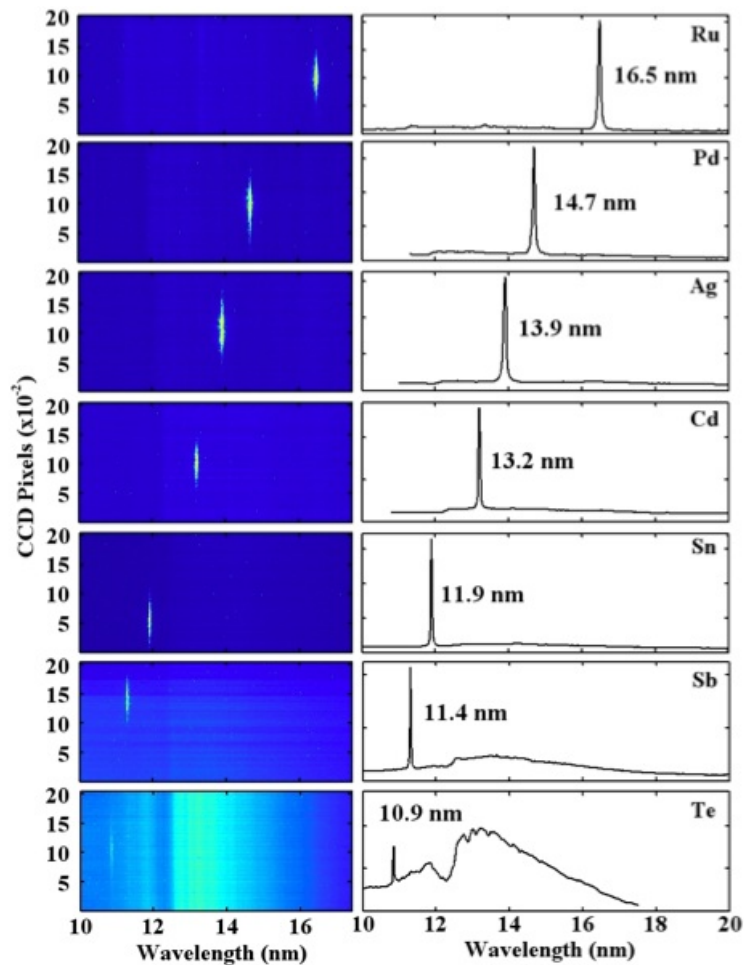 20
15
10
5
Ru
16.5 nm
20
15
10
5
Pd
14.7 nm
20
15
10
5
Ag
13.9 nm
20
15
10
5
Cd
13.2 nm
20
15
10
5
Sn
11.9 nm
20
15
10
5
Sb
11.4 nm
20
15
10
5
Te
10.9 nm
CCD Pixels (x10⁻²)
10 12 14 16
10 12 14 16 18 20
Wavelength (nm)
Wavelength (nm)